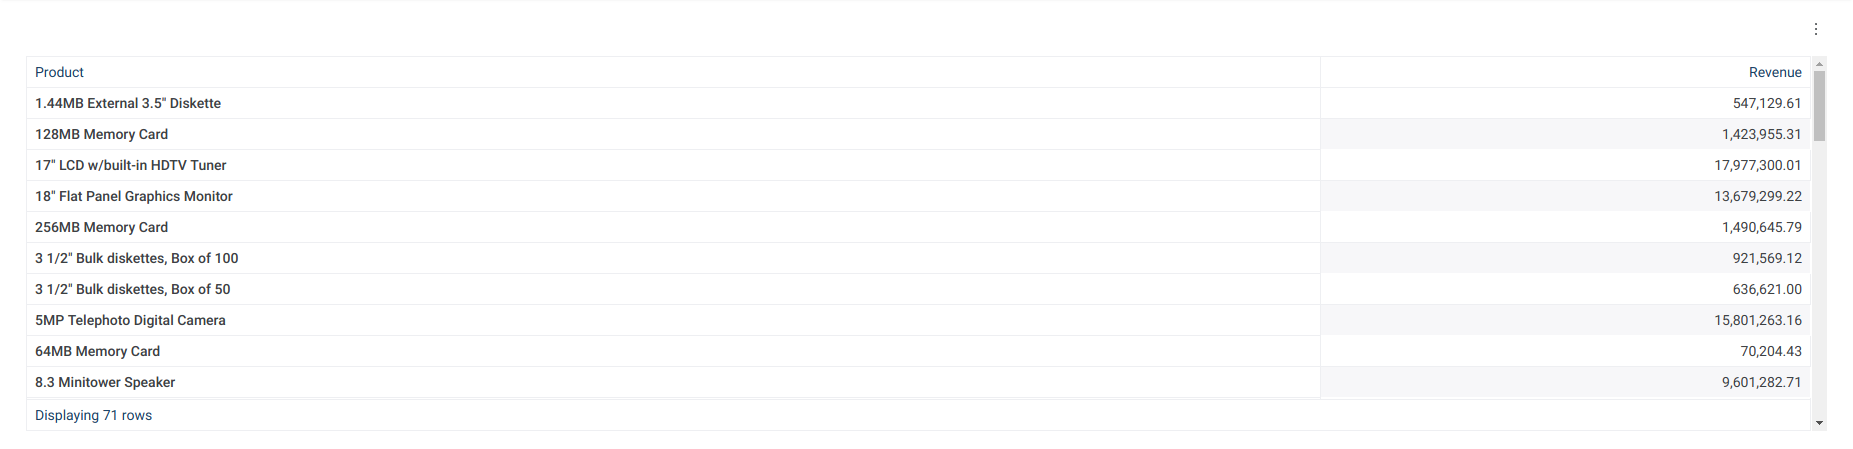 Product Revenue
1.44MB External 3.5" Diskette 547,129.61
128MB Memory Card 1,423,955.31
17" LCD w/built-in HDTV Tuner 17,977,300.01
18" Flat Panel Graphics Monitor 13,679,299.22
256MB Memory Card 1,490,645.79
3 1/2" Bulk diskettes, Box of 100 921,569.12
3 1/2" Bulk diskettes, Box of 50 636,621.00
5MP Telephoto Digital Camera 15,801,263.16
64MB Memory Card 70,204.43
8.3 Minitower Speaker 9,601,282.71
Displaying 71 rows